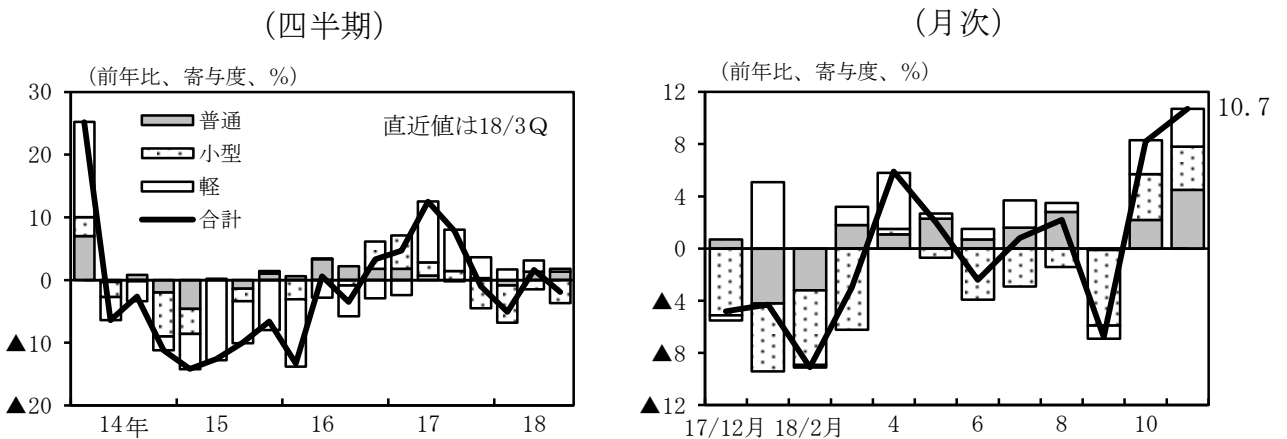 (四半期)
(前年比、寄与度、%)
30
20
10
0
▲10
▲20
普通
小型
軽
合計
直近値は18/3Q
14年 15 16 17 18
(月次)
(前年比、寄与度、%)
12
8
4
0
▲4
▲8
▲12
10.7
17/12月 18/2月 4 6 8 10